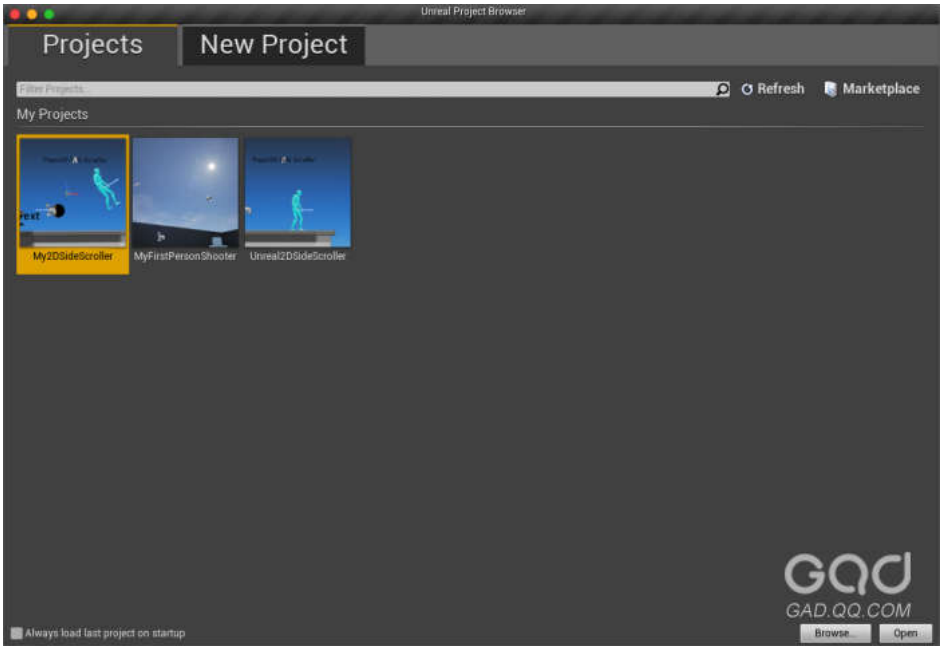 Unreal Project Browser
Projects
New Project
Filter Projects...
Refresh
Marketplace
My Projects
My2DSideScroller
MyFirstPersonShooter
Unreal2DSideScroller
GAD
GAD.QQ.COM
Always load last project on startup
Browse...
Open